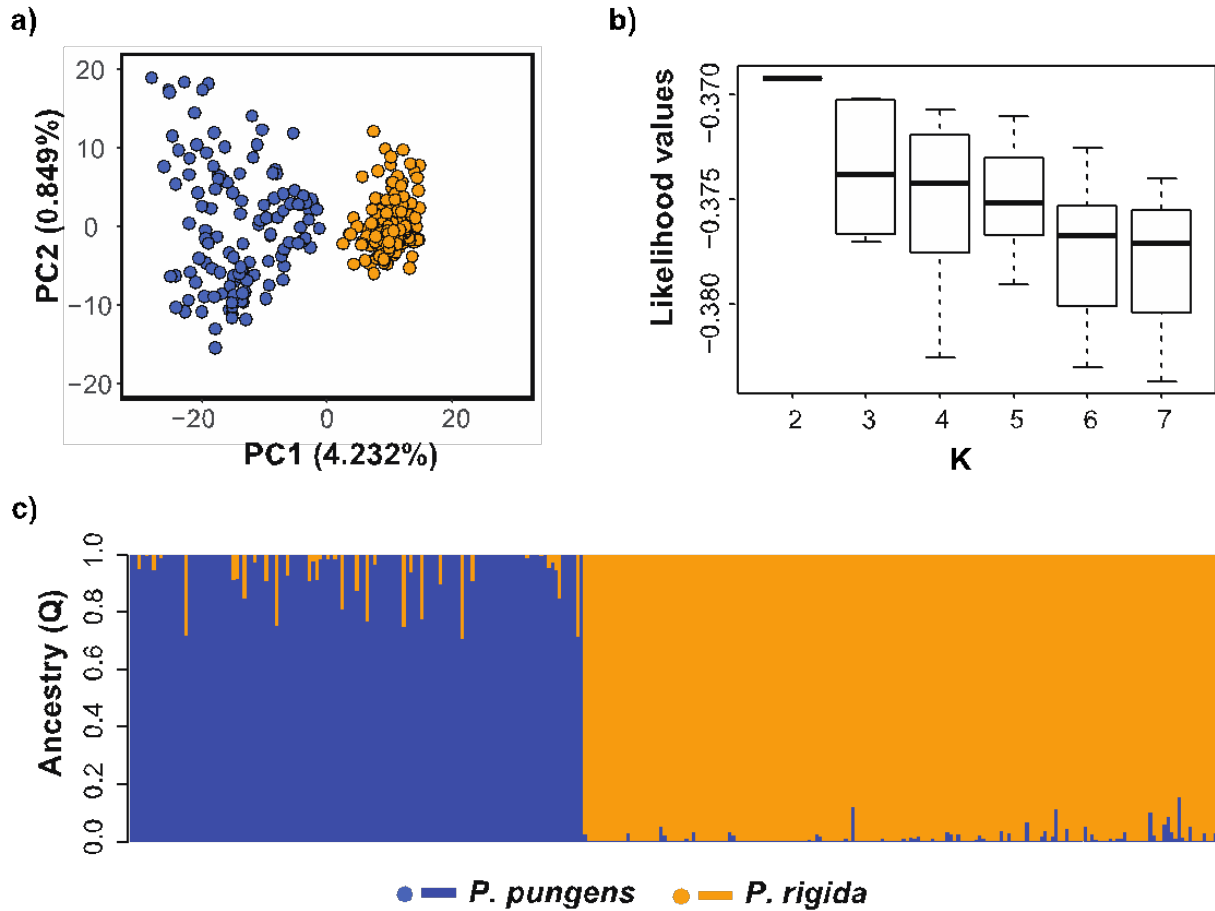 a)
20
10
0
−10
−20
PC2 (0.849%)
−20 0 20
PC1 (4.232%)
b)
Likelihood values
−0.370
−0.375
−0.380
2 3 4 5 6 7
K
c)
Ancestry (Q)
1.0
0.8
0.6
0.4
0.2
0.0
P. pungens P. rigida